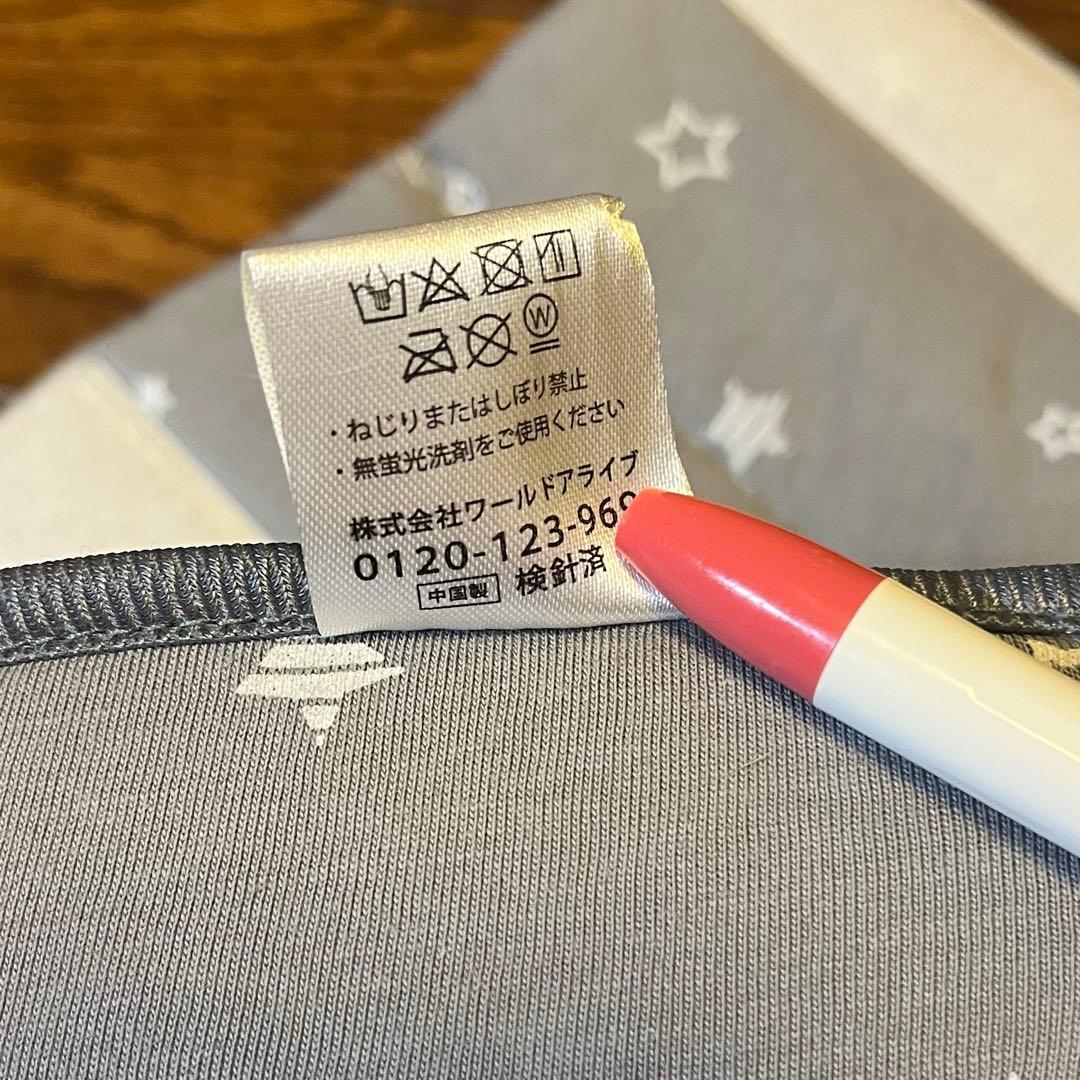 W
・ねじりまたはしぼり禁止
・無蛍光洗剤をご使用ください
株式会社ワールドアライブ
0120-123-969
中国製 検針済